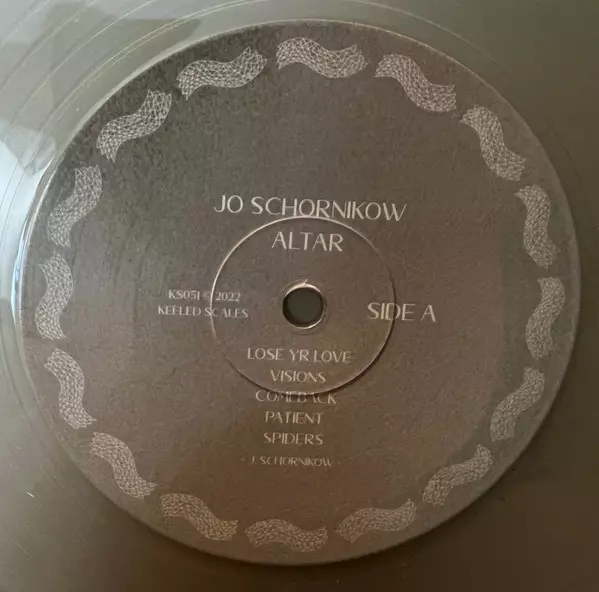 JO SCHORNIKOW
ALTAR
KS051 © 2022
KEELED SCALES
SIDE A
LOSE YR LOVE
VISIONS
COMEBACK
PATIENT
SPIDERS
- J. SCHORNIKOW -